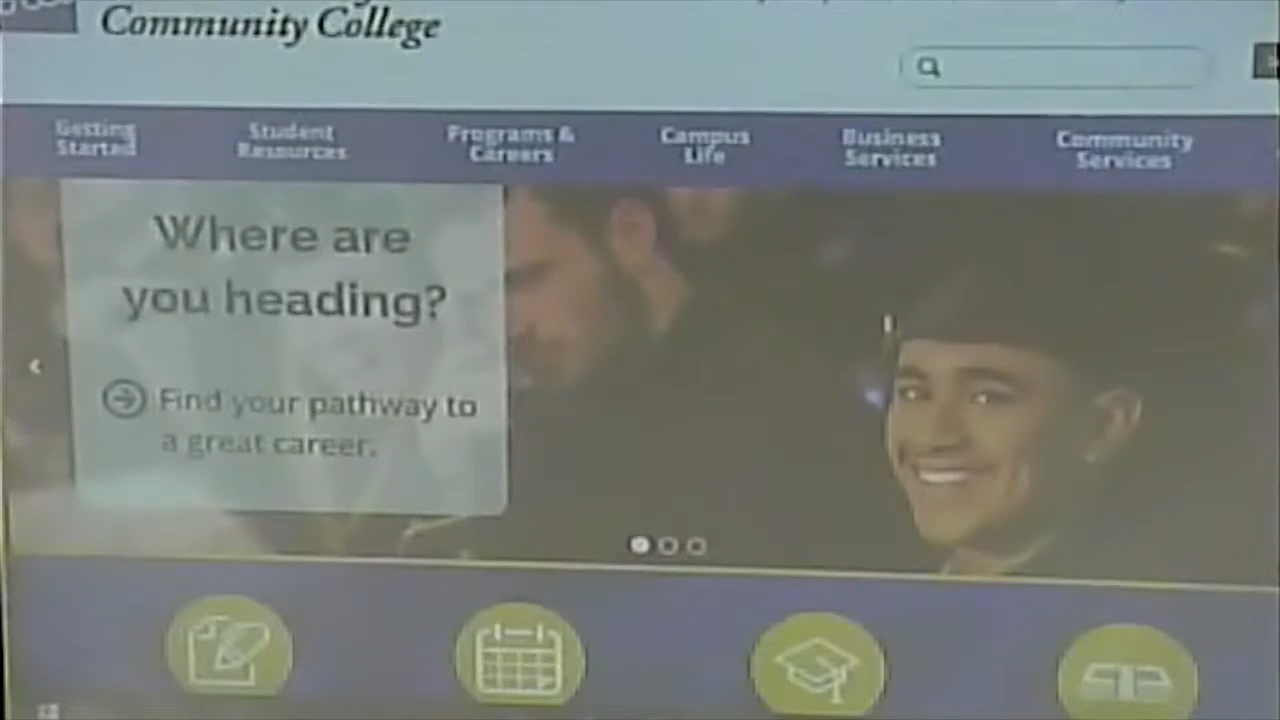 Community College
Getting
Started
Student
Resources
Programs &
Careers
Campus
Life
Business
Services
Community
Services
Where are
you heading?
Find your pathway to
a great career.